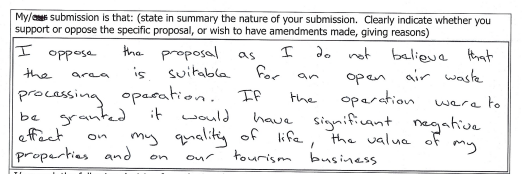 My/ submission is that: (state in summary the nature of your submission. Clearly indicate whether you
support or oppose the specific proposal, or wish to have amendments made, giving reasons)
I oppose the proposal as I do not believe that
the area is suitable for an open air waste
processing operation. If the operation were to
be granted it would have significant negative
effect on my quality of life, the value of my
properties and on our tourism business